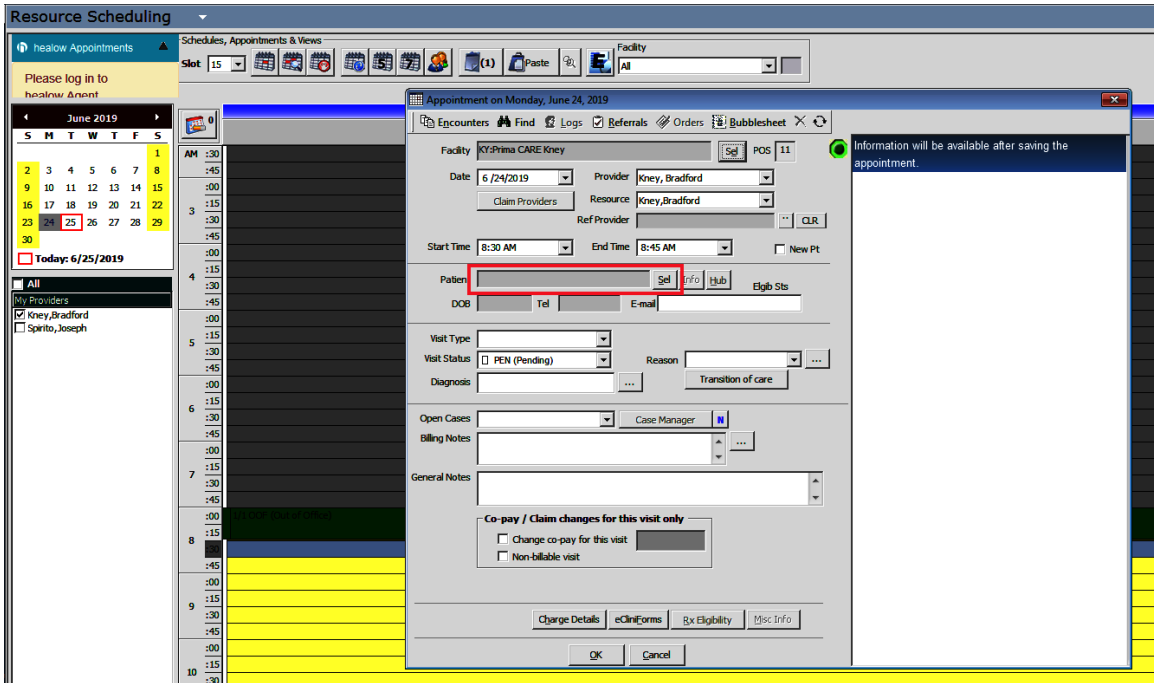 Resource Scheduling
healow Appointments
Please log in to
healow Agent
Schedules, Appointments & Views
Slot 15
5
7
(1)
Paste
E
Facility
All
June 2019
S M T W T F S
1
2 3 4 5 6 7 8
9 10 11 12 13 14 15
16 17 18 19 20 21 22
23 24 25 26 27 28 29
30
Today: 6/25/2019
All
My Providers
Kney,Bradford
Spirito,Joseph
0
AM :30
:45
:00
3 :15
:30
:45
:00
4 :15
:30
:45
:00
5 :15
:30
:45
:00
6 :15
:30
:45
:00
7 :15
:30
:45
:00
8 :15
:30
:45
:00
9 :15
:30
:45
:00
10 :15
:30
(Out of Office)
Appointment on Monday, June 24, 2019
Encounters Find Logs Referrals Orders Bubblesheet
Facility KY:Prima CARE Kney Sel POS 11
Date 6 /24/2019 Provider Kney, Bradford
Claim Providers Resource Kney,Bradford
Ref Provider .. CLR
Start Time 8:30 AM End Time 8:45 AM New Pt
Patien Sel Info Hub Elgib Sts
DOB Tel E-mail
Visit Type
Visit Status PEN (Pending) Reason ...
Diagnosis ... Transition of care
Open Cases Case Manager N
Billing Notes ...
General Notes
Co-pay / Claim changes for this visit only
Change co-pay for this visit
Non-billable visit
Charge Details eCliniForms Rx Eligibility Misc Info
OK Cancel
Information will be available after saving the
appointment.